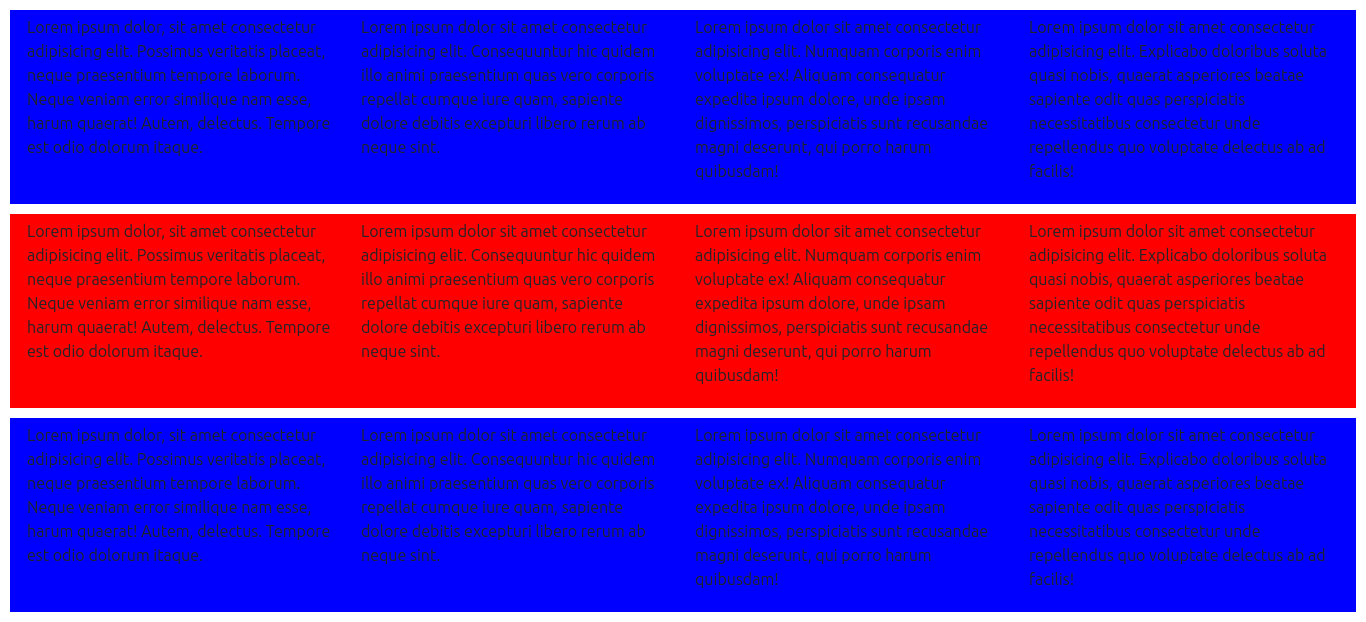 Lorem ipsum dolor, sit amet consectetur
adipisicing elit. Possimus veritatis placeat,
neque praesentium tempore laborum.
Neque veniam error similique nam esse,
harum quaerat! Autem, delectus. Tempore
est odio dolorum itaque.
Lorem ipsum dolor sit amet consectetur
adipisicing elit. Consequuntur hic quidem
illo animi praesentium quas vero corporis
repellat cumque iure quam, sapiente
dolore debitis excepturi libero rerum ab
neque sint.
Lorem ipsum dolor sit amet consectetur
adipisicing elit. Numquam corporis enim
voluptate ex! Aliquam consequatur
expedita ipsum dolore, unde ipsam
dignissimos, perspiciatis sunt recusandae
magni deserunt, qui porro harum
quibusdam!
Lorem ipsum dolor sit amet consectetur
adipisicing elit. Explicabo doloribus soluta
quasi nobis, quaerat asperiores beatae
sapiente odit quas perspiciatis
necessitatibus consectetur unde
repellendus quo voluptate delectus ab ad
facilis!
Lorem ipsum dolor, sit amet consectetur
adipisicing elit. Possimus veritatis placeat,
neque praesentium tempore laborum.
Neque veniam error similique nam esse,
harum quaerat! Autem, delectus. Tempore
est odio dolorum itaque.
Lorem ipsum dolor sit amet consectetur
adipisicing elit. Consequuntur hic quidem
illo animi praesentium quas vero corporis
repellat cumque iure quam, sapiente
dolore debitis excepturi libero rerum ab
neque sint.
Lorem ipsum dolor sit amet consectetur
adipisicing elit. Numquam corporis enim
voluptate ex! Aliquam consequatur
expedita ipsum dolore, unde ipsam
dignissimos, perspiciatis sunt recusandae
magni deserunt, qui porro harum
quibusdam!
Lorem ipsum dolor sit amet consectetur
adipisicing elit. Explicabo doloribus soluta
quasi nobis, quaerat asperiores beatae
sapiente odit quas perspiciatis
necessitatibus consectetur unde
repellendus quo voluptate delectus ab ad
facilis!
Lorem ipsum dolor, sit amet consectetur
adipisicing elit. Possimus veritatis placeat,
neque praesentium tempore laborum.
Neque veniam error similique nam esse,
harum quaerat! Autem, delectus. Tempore
est odio dolorum itaque.
Lorem ipsum dolor sit amet consectetur
adipisicing elit. Consequuntur hic quidem
illo animi praesentium quas vero corporis
repellat cumque iure quam, sapiente
dolore debitis excepturi libero rerum ab
neque sint.
Lorem ipsum dolor sit amet consectetur
adipisicing elit. Numquam corporis enim
voluptate ex! Aliquam consequatur
expedita ipsum dolore, unde ipsam
dignissimos, perspiciatis sunt recusandae
magni deserunt, qui porro harum
quibusdam!
Lorem ipsum dolor sit amet consectetur
adipisicing elit. Explicabo doloribus soluta
quasi nobis, quaerat asperiores beatae
sapiente odit quas perspiciatis
necessitatibus consectetur unde
repellendus quo voluptate delectus ab ad
facilis!